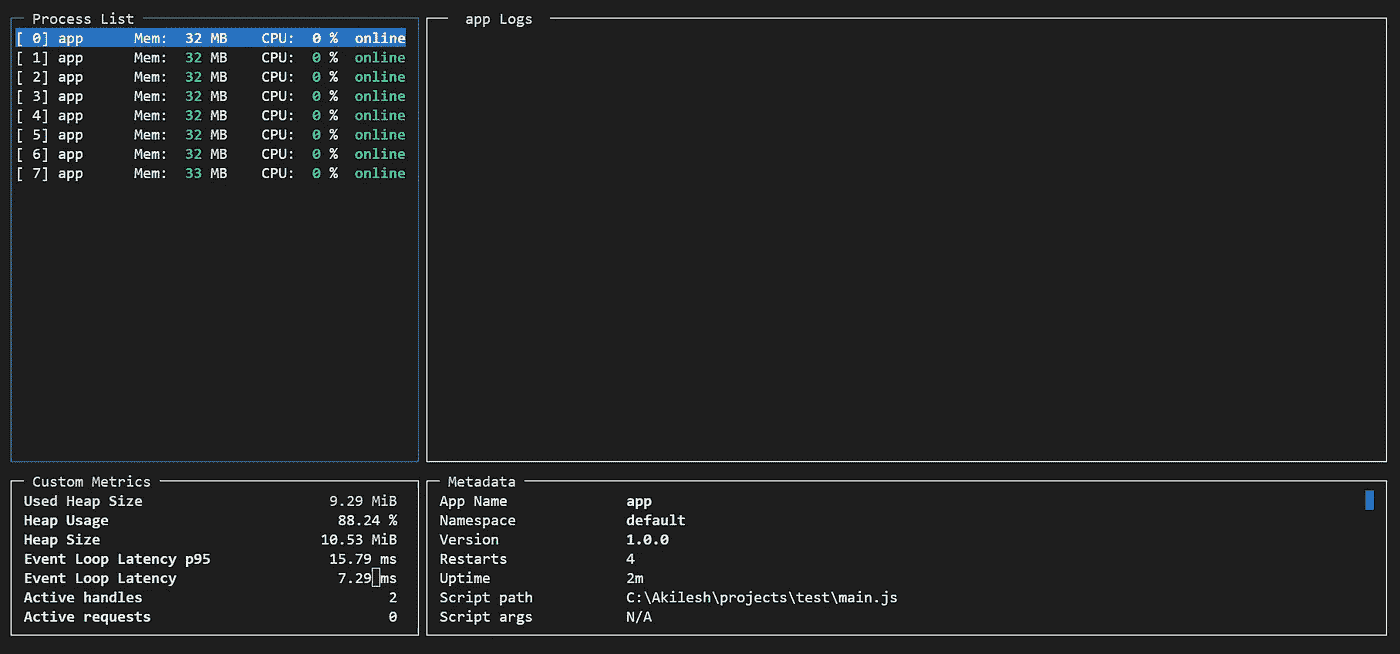 Process List
[ 0] app Mem: 32 MB CPU: 0 % online
[ 1] app Mem: 32 MB CPU: 0 % online
[ 2] app Mem: 32 MB CPU: 0 % online
[ 3] app Mem: 32 MB CPU: 0 % online
[ 4] app Mem: 32 MB CPU: 0 % online
[ 5] app Mem: 32 MB CPU: 0 % online
[ 6] app Mem: 32 MB CPU: 0 % online
[ 7] app Mem: 33 MB CPU: 0 % online
app Logs
Custom Metrics
Used Heap Size 9.29 MiB
Heap Usage 88.24 %
Heap Size 10.53 MiB
Event Loop Latency p95 15.79 ms
Event Loop Latency 7.29 ms
Active handles 2
Active requests 0
Metadata
App Name app
Namespace default
Version 1.0.0
Restarts 4
Uptime 2m
Script path C:\Akilesh\projects\test\main.js
Script args N/A